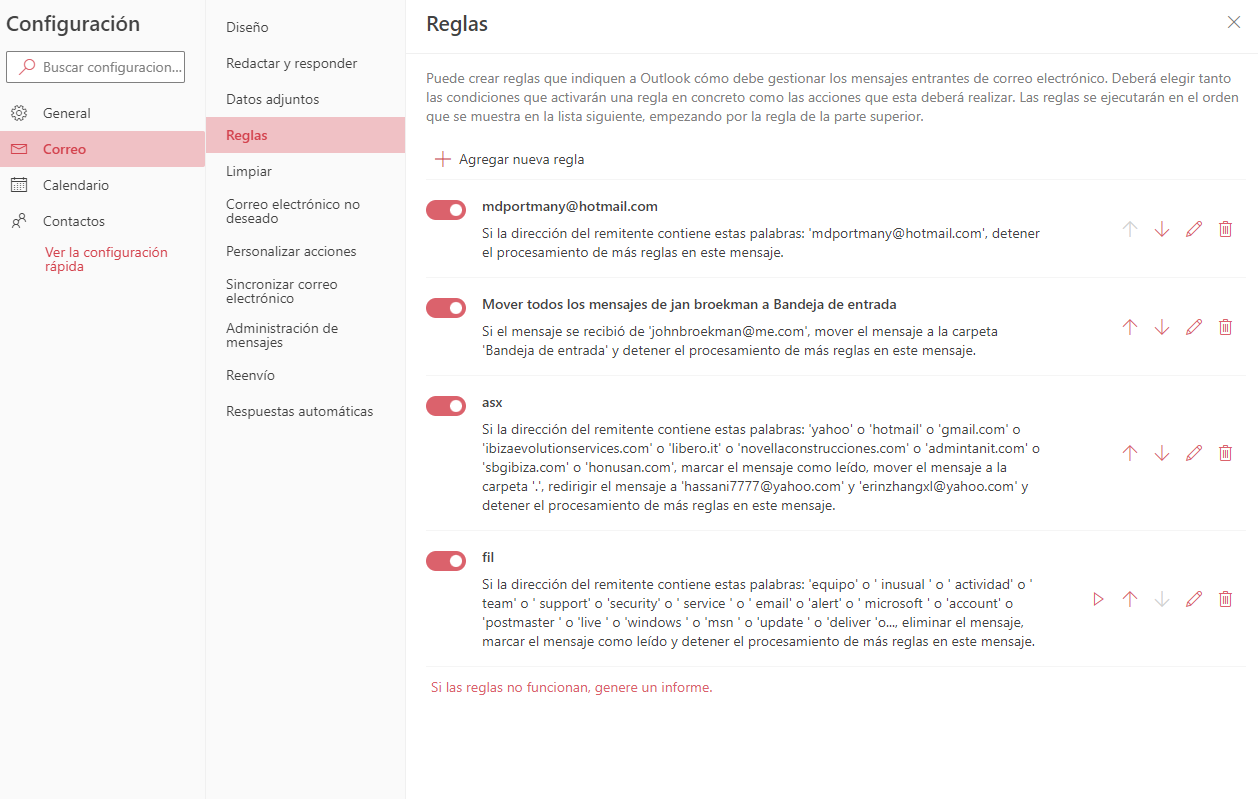 Configuración
Buscar configuracion...
General
Correo
Calendario
Contactos
Ver la configuración
rápida
Diseño
Redactar y responder
Datos adjuntos
Reglas
Limpiar
Correo electrónico no
deseado
Personalizar acciones
Sincronizar correo
electrónico
Administración de
mensajes
Reenvío
Respuestas automáticas
Reglas
Puede crear reglas que indiquen a Outlook cómo debe gestionar los mensajes entrantes de correo electrónico. Deberá elegir tanto
las condiciones que activarán una regla en concreto como las acciones que esta deberá realizar. Las reglas se ejecutarán en el orden
que se muestra en la lista siguiente, empezando por la regla de la parte superior.
Agregar nueva regla
mdportmany@hotmail.com
Si la dirección del remitente contiene estas palabras: 'mdportmany@hotmail.com', detener
el procesamiento de más reglas en este mensaje.
Mover todos los mensajes de jan broekman a Bandeja de entrada
Si el mensaje se recibió de 'johnbroekman@me.com', mover el mensaje a la carpeta
'Bandeja de entrada' y detener el procesamiento de más reglas en este mensaje.
asx
Si la dirección del remitente contiene estas palabras: 'yahoo' o 'hotmail' o 'gmail.com' o
'ibizaevolutionservices.com' o 'libero.it' o 'novellaconstrucciones.com' o 'admintanit.com' o
'sbgibiza.com' o 'honusan.com', marcar el mensaje como leído, mover el mensaje a la
carpeta '.', redirigir el mensaje a 'hassani7777@yahoo.com' y 'erinzhangxl@yahoo.com' y
detener el procesamiento de más reglas en este mensaje.
fil
Si la dirección del remitente contiene estas palabras: 'equipo' o ' inusual ' o ' actividad' o '
team' o ' support' o 'security' o ' service ' o ' email' o 'alert' o ' microsoft ' o 'account' o
'postmaster ' o 'live ' o 'windows ' o 'msn ' o 'update ' o 'deliver 'o..., eliminar el mensaje,
marcar el mensaje como leído y detener el procesamiento de más reglas en este mensaje.
Si las reglas no funcionan, genere un informe.